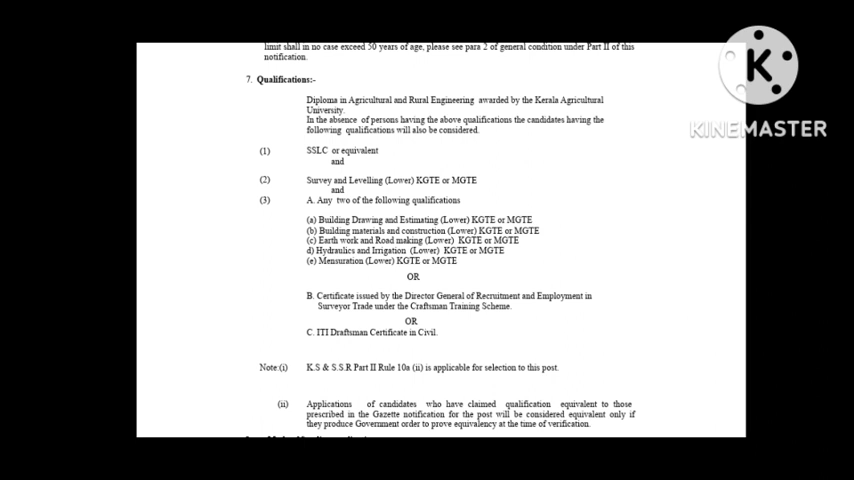 limit shall in no case exceed 50 years of age, please see para 2 of general condition under Part II of this
notification.
7. Qualifications:-
Diploma in Agricultural and Rural Engineering awarded by the Kerala Agricultural
University.
In the absence of persons having the above qualifications the candidates having the
following qualifications will also be considered.
(1) SSLC or equivalent
and
(2) Survey and Levelling (Lower) KGTE or MGTE
and
(3) A. Any two of the following qualifications
(a) Building Drawing and Estimating (Lower) KGTE or MGTE
(b) Building materials and construction (Lower) KGTE or MGTE
(c) Earth work and Road making (Lower) KGTE or MGTE
d) Hydraulics and Irrigation (Lower) KGTE or MGTE
(e) Mensuration (Lower) KGTE or MGTE
OR
B. Certificate issued by the Director General of Recruitment and Employment in
Surveyor Trade under the Craftsman Training Scheme.
OR
C. ITI Draftsman Certificate in Civil.
Note:(i) K.S & S.S.R Part II Rule 10a (ii) is applicable for selection to this post.
(ii) Applications of candidates who have claimed qualification equivalent to those
prescribed in the Gazette notification for the post will be considered equivalent only if
they produce Government order to prove equivalency at the time of verification.
K
KINEMASTER